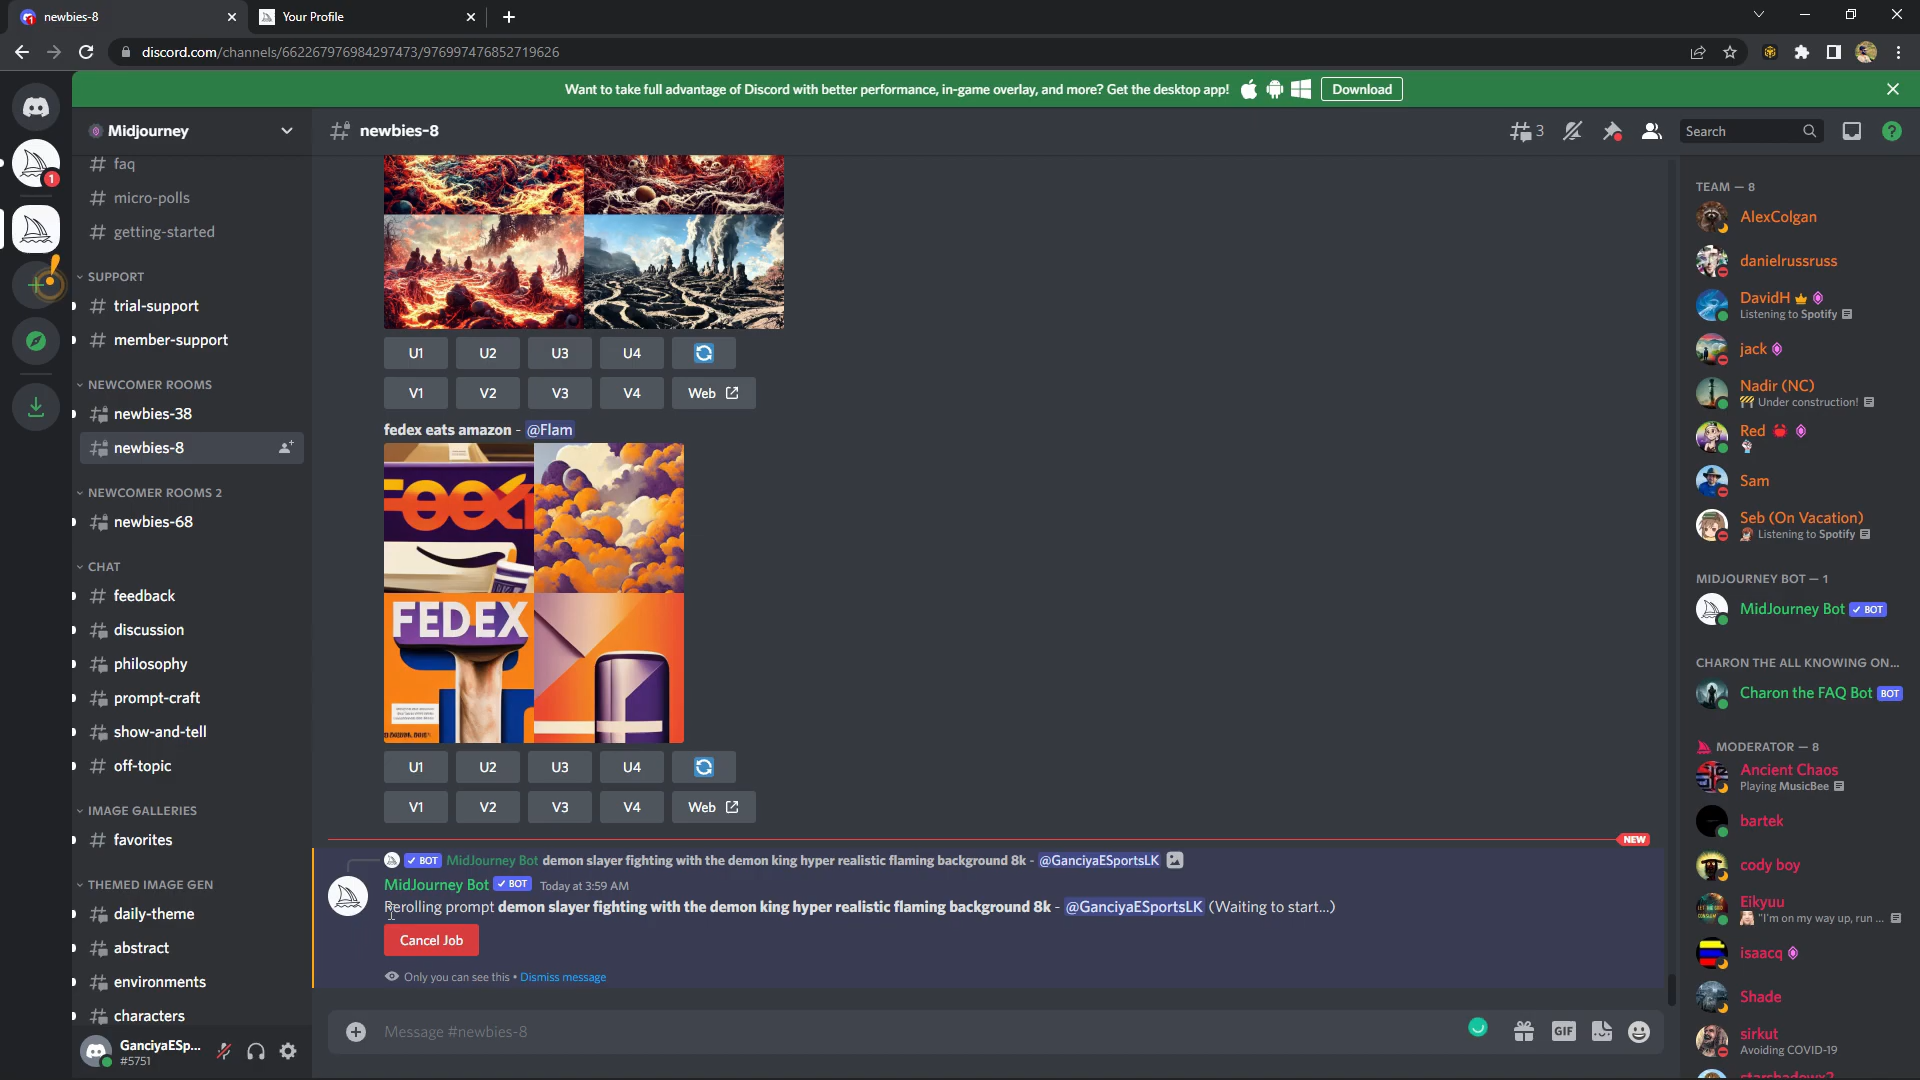 newbies-8
Your Profile
discord.com/channels/662267976984297473/976997476852719626
Want to take full advantage of Discord with better performance, in-game overlay, and more? Get the desktop app!
Download
Midjourney
newbies-8
3
Search
1
faq
micro-polls
getting-started
SUPPORT
trial-support
member-support
NEWCOMER ROOMS
newbies-38
newbies-8
NEWCOMER ROOMS 2
newbies-68
CHAT
feedback
discussion
philosophy
prompt-craft
show-and-tell
off-topic
IMAGE GALLERIES
favorites
THEMED IMAGE GEN
daily-theme
abstract
environments
characters
GanciyaESp...
#5751
U1 U2 U3 U4
V1 V2 V3 V4 Web
fedex eats amazon - @Flam
FEDEX
U1 U2 U3 U4
V1 V2 V3 V4 Web
NEW
BOT MidJourney Bot demon slayer fighting with the demon king hyper realistic flaming background 8k - @GanciyaESportsLK
MidJourney Bot BOT Today at 3:59 AM
Rerolling prompt demon slayer fighting with the demon king hyper realistic flaming background 8k - @GanciyaESportsLK (Waiting to start...)
Cancel Job
Only you can see this • Dismiss message
Message #newbies-8
GIF
TEAM — 8
AlexColgan
danielrussruss
DavidH
Listening to Spotify
jack
Nadir (NC)
Under construction!
Red
Sam
Seb (On Vacation)
Listening to Spotify
MIDJOURNEY BOT — 1
MidJourney Bot BOT
CHARON THE ALL KNOWING ON...
Charon the FAQ Bot BOT
MODERATOR — 8
Ancient Chaos
Playing MusicBee
bartek
cody boy
Eikyuu
"I'm on my way up, run ...
isaacq
Shade
sirkut
Avoiding COVID-19
starshadowx2